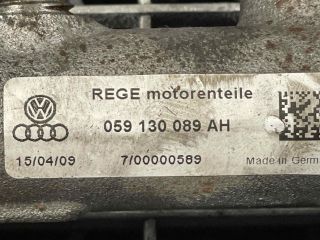 REGE motorenteile
059 130 089 AH
15/04/09 7/00000589
Made in Germ